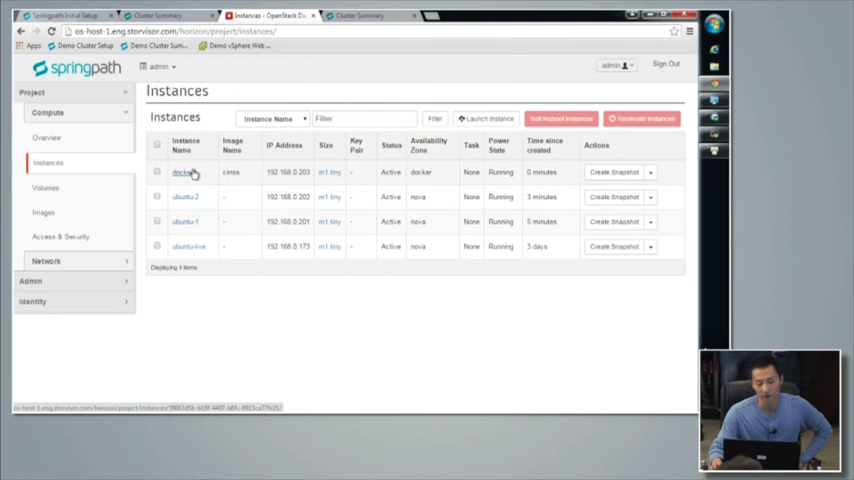 Springpath Initial Setup
Cluster Summary
Instances - OpenStack Da
Cluster Summary
os-host-1.eng.storvisor.com/horizon/project/instances/
Apps Demo Cluster Setup Demo Cluster Sum... Demo vSphere Web ...
springpath admin admin Sign Out
Project
Compute
Overview
Instances
Volumes
Images
Access & Security
Network
Admin
Identity
Instances
Instances Instance Name Filter Filter Launch Instance Soft Reboot Instances Terminate Instances
Instance Name Image Name IP Address Key Pair Size Status Availability Zone Task Power State Time since created Actions
docker cirros 192.168.0.203 m1.tiny - Active docker None Running 0 minutes Create Snapshot
ubuntu-2 - 192.168.0.202 m1.tiny - Active nova None Running 3 minutes Create Snapshot
ubuntu-1 - 192.168.0.201 m1.tiny - Active nova None Running 6 minutes Create Snapshot
ubuntu-live - 192.168.0.173 m1.tiny - Active nova None Running 3 days Create Snapshot
Displaying 4 items